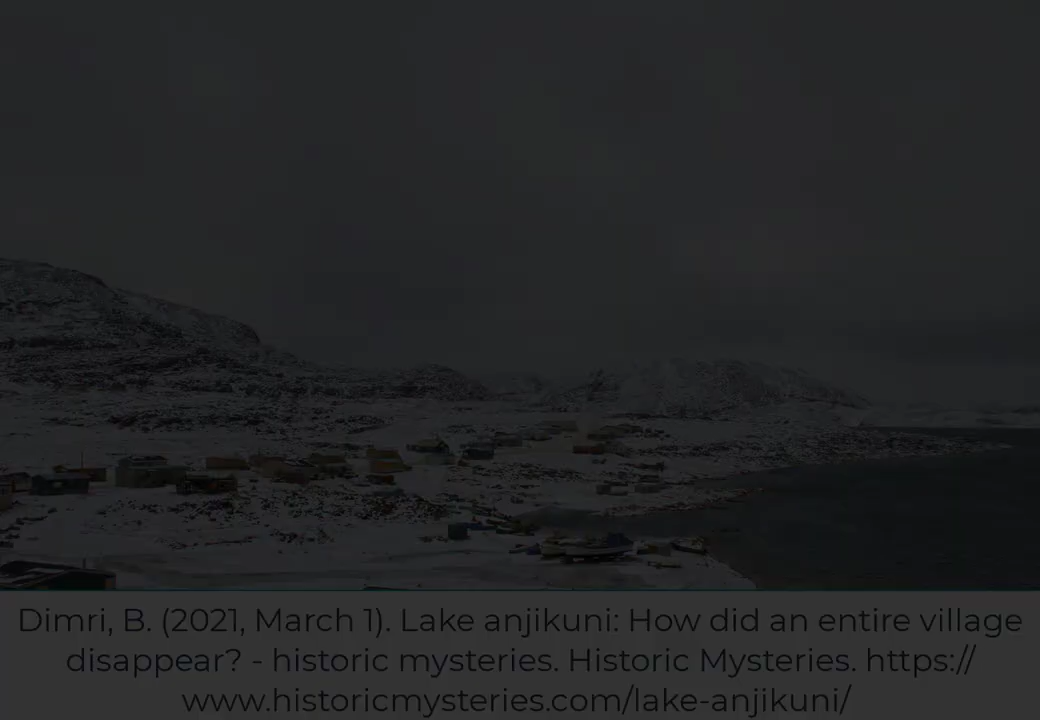 Dimri, B. (2021, March 1). Lake anjikuni: How did an entire village
disappear? - historic mysteries. Historic Mysteries. https://
www.historicmysteries.com/lake-anjikuni/